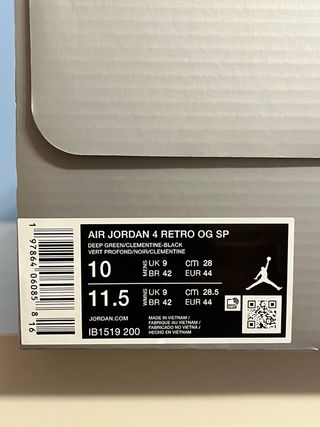 AIR JORDAN 4 RETRO OG SP
DEEP GREEN/CLEMENTINE-BLACK
VERT PROFOND/NOIR/CLEMENTINE
10 MENS UK 9 CM 28
BR 42 EUR 44
11.5 WMNS UK 9 CM 28.5
BR 42 EUR 44
JORDAN.COM
IB1519 200
MADE IN VIETNAM /
FABRIQUE AU VIETNAM /
FABRICADO NO VIETNÃ /
HECHO EN VIETNAM
1 97864 06085 8 16